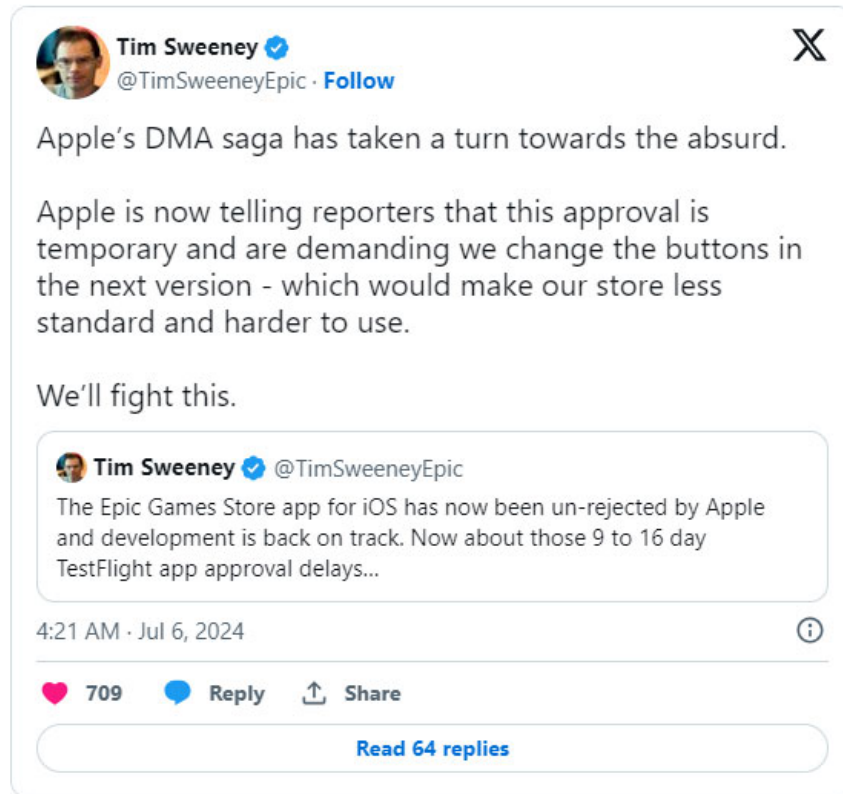 Tim Sweeney
@TimSweeneyEpic · Follow
Apple’s DMA saga has taken a turn towards the absurd.
Apple is now telling reporters that this approval is
temporary and are demanding we change the buttons in
the next version - which would make our store less
standard and harder to use.
We’ll fight this.
Tim Sweeney @TimSweeneyEpic
The Epic Games Store app for iOS has now been un-rejected by Apple
and development is back on track. Now about those 9 to 16 day
TestFlight app approval delays...
4:21 AM · Jul 6, 2024
709 Reply Share
Read 64 replies